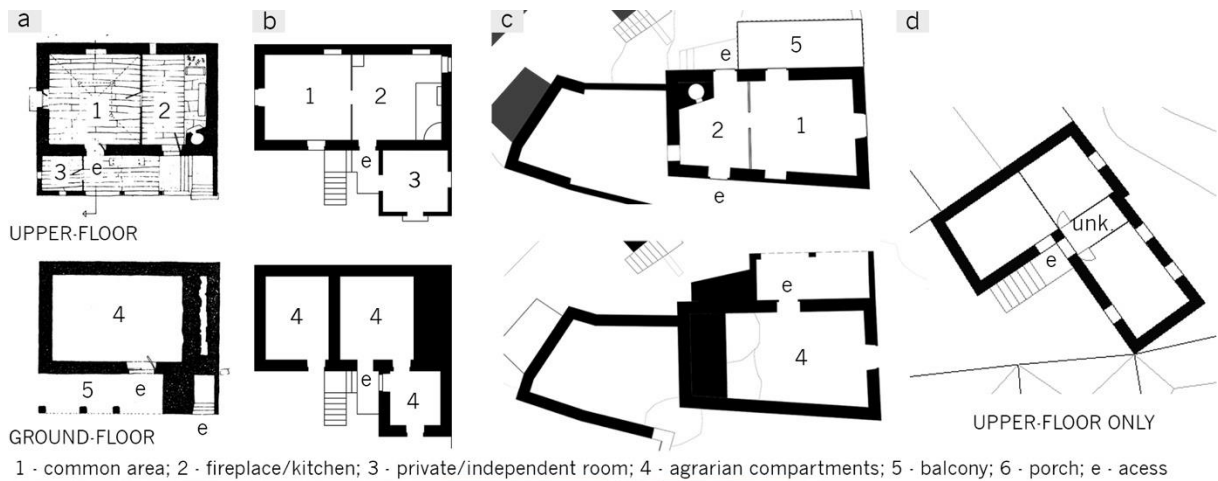 a
b
c
d
1
2
3
e
UPPER-FLOOR
1
2
e
3
e
5
2
1
e
unk.
e
4
5
e
e
GROUND-FLOOR
4
4
e
4
e
4
UPPER-FLOOR ONLY
1 - common area; 2 - fireplace/kitchen; 3 - private/independent room; 4 - agrarian compartments; 5 - balcony; 6 - porch; e - acess